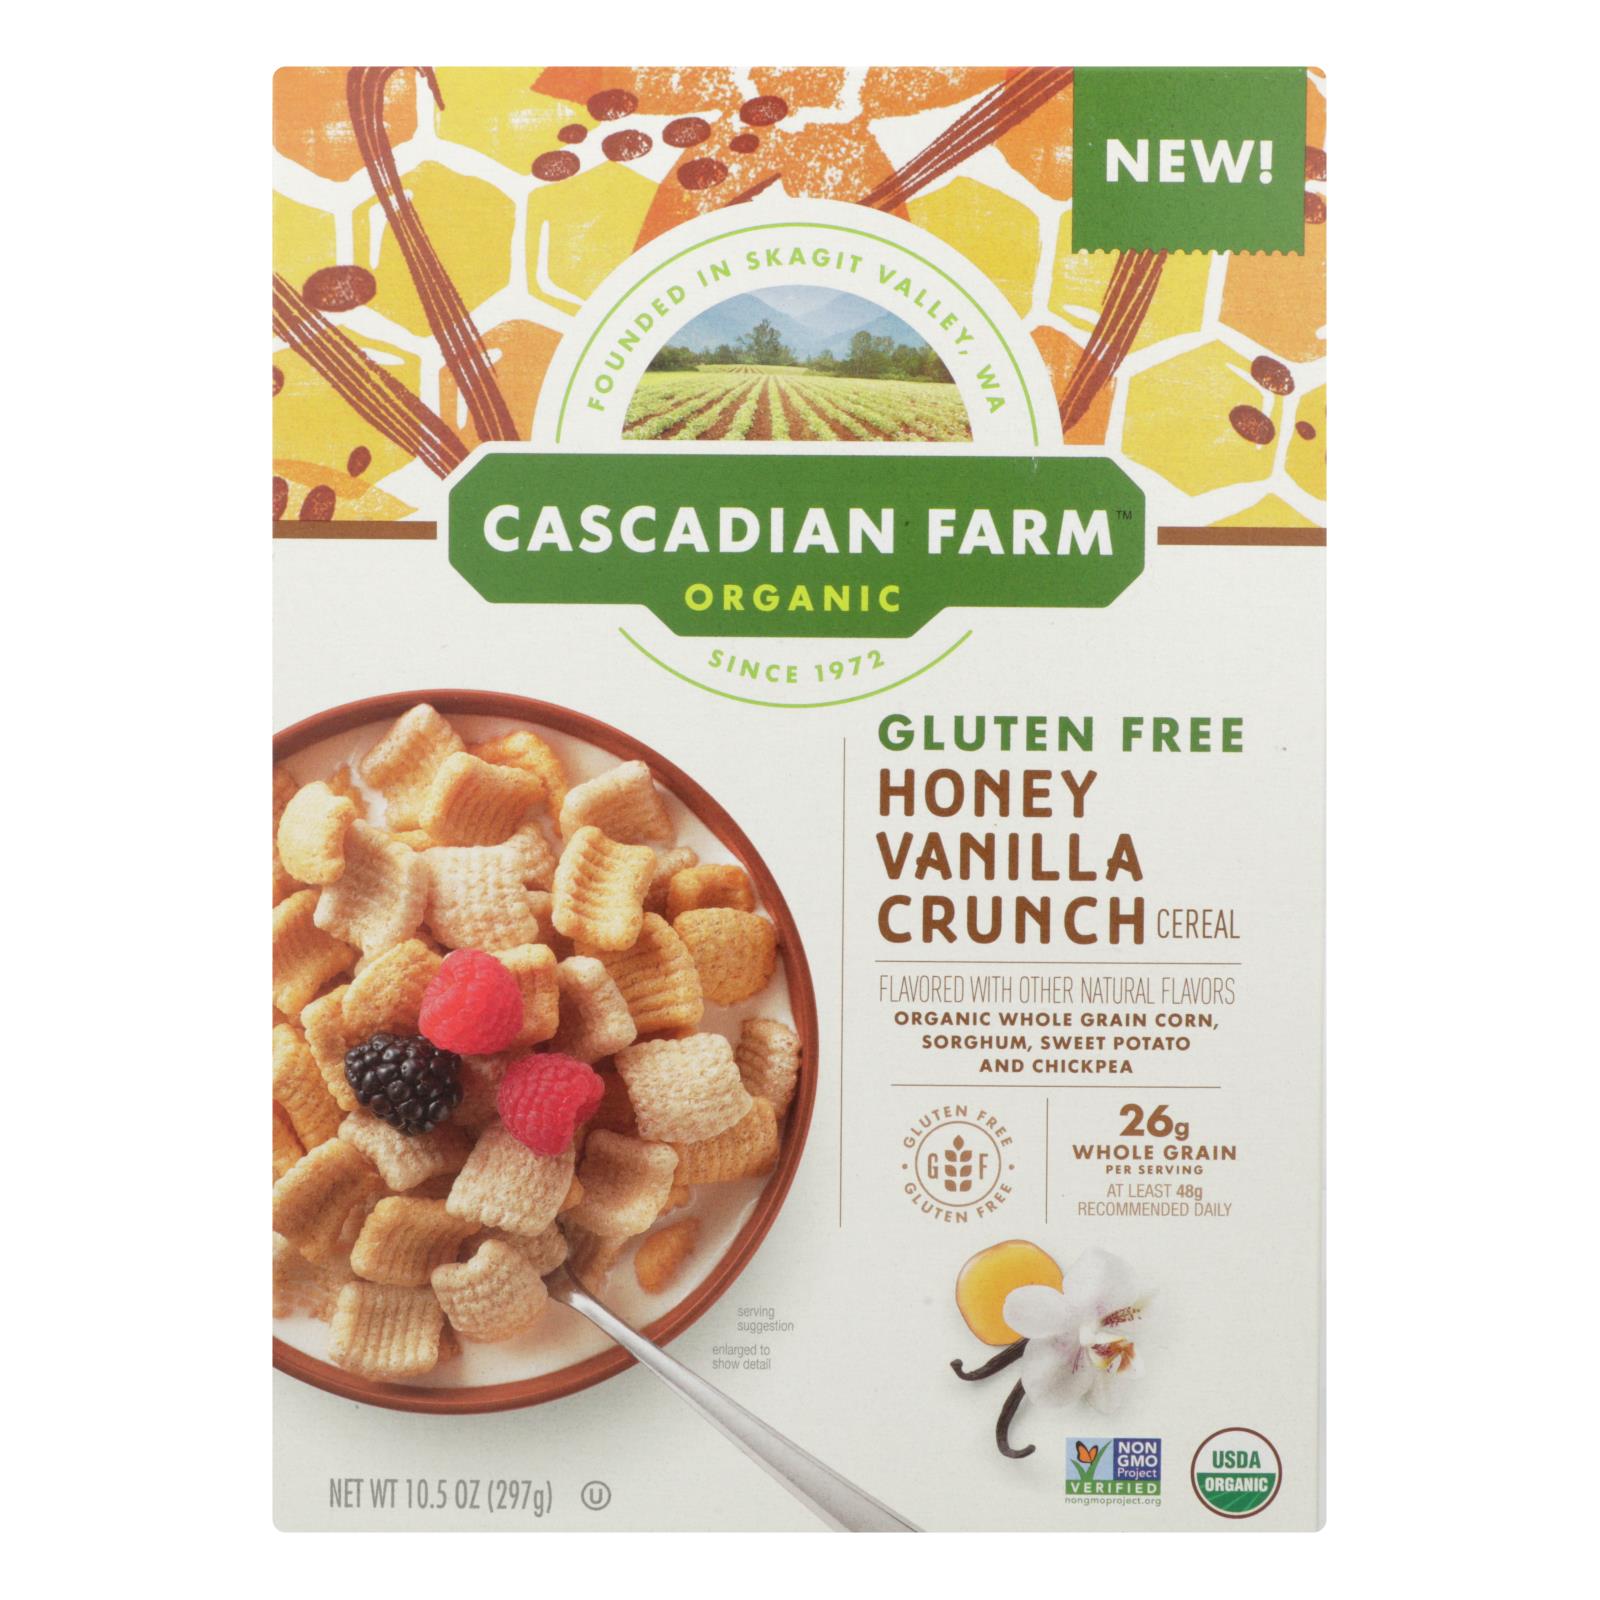 NEW!
FOUNDED IN SKAGIT VALLEY, WA
CASCADIAN FARM™
ORGANIC
SINCE 1972
GLUTEN FREE
HONEY
VANILLA
CRUNCH CEREAL
FLAVORED WITH OTHER NATURAL FLAVORS
ORGANIC WHOLE GRAIN CORN,
SORGHUM, SWEET POTATO
AND CHICKPEA
GLUTEN FREE
G F
GLUTEN FREE
26g
WHOLE GRAIN
PER SERVING
AT LEAST 48g
RECOMMENDED DAILY
serving
suggestion
enlarged to
show detail
NON
GMO
Project
VERIFIED
nongmoproject.org
USDA
ORGANIC
NET WT 10.5 OZ (297g) U